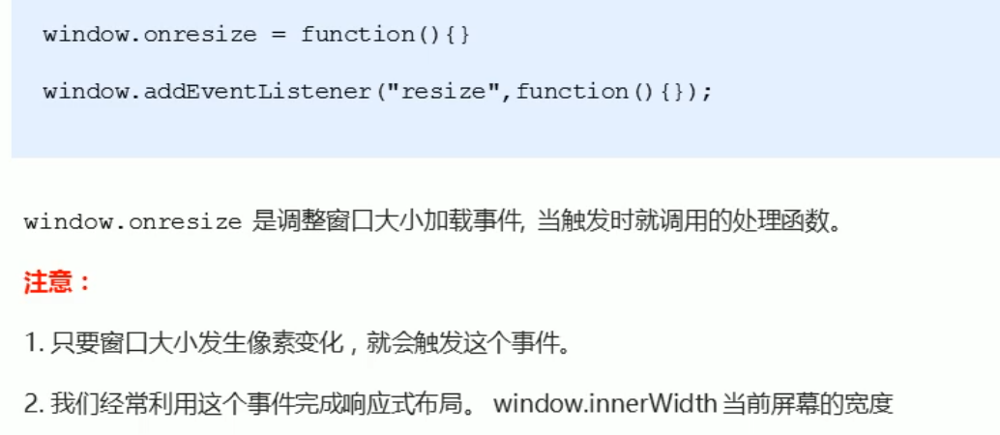 window.onresize = function(){}
window.addEventListener("resize",function(){});
window.onresize 是调整窗口大小加载事件, 当触发时就调用的处理函数。
注意：
1. 只要窗口大小发生像素变化，就会触发这个事件。
2. 我们经常利用这个事件完成响应式布局。 window.innerWidth 当前屏幕的宽度